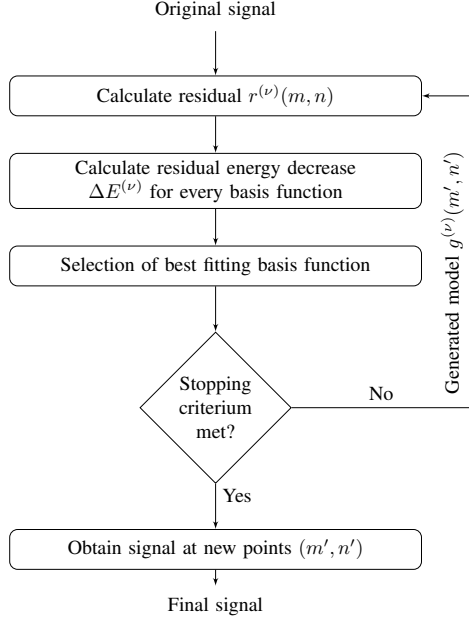 Original signal
Calculate residual r^{(ν)}(m, n)
Calculate residual energy decrease
ΔE^{(ν)} for every basis function
Selection of best fitting basis function
Generated model g^{(ν)}(m′, n′)
Stopping
criterium
met?
No
Yes
Obtain signal at new points (m′, n′)
Final signal